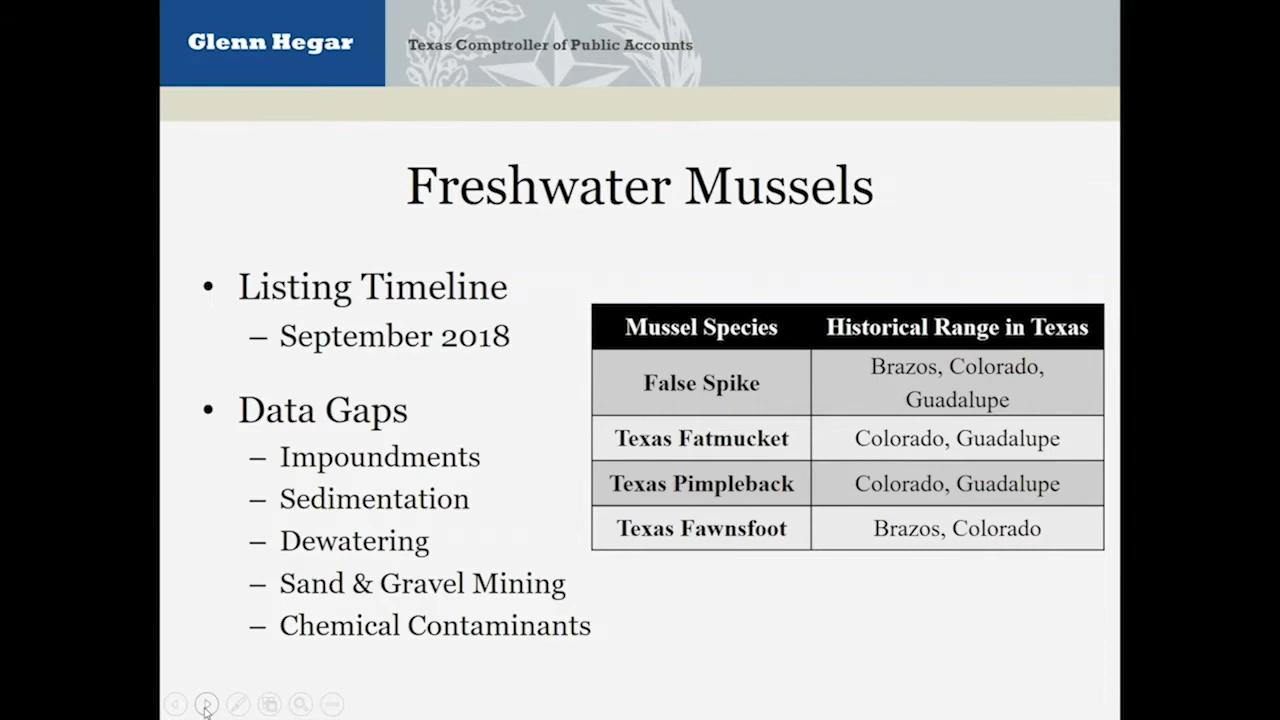 Glenn Hegar
Texas Comptroller of Public Accounts
Freshwater Mussels
• Listing Timeline
– September 2018
• Data Gaps
– Impoundments
– Sedimentation
– Dewatering
– Sand & Gravel Mining
– Chemical Contaminants
Mussel Species Historical Range in Texas
False Spike Brazos, Colorado,
Guadalupe
Texas Fatmucket Colorado, Guadalupe
Texas Pimpleback Colorado, Guadalupe
Texas Fawnsfoot Brazos, Colorado